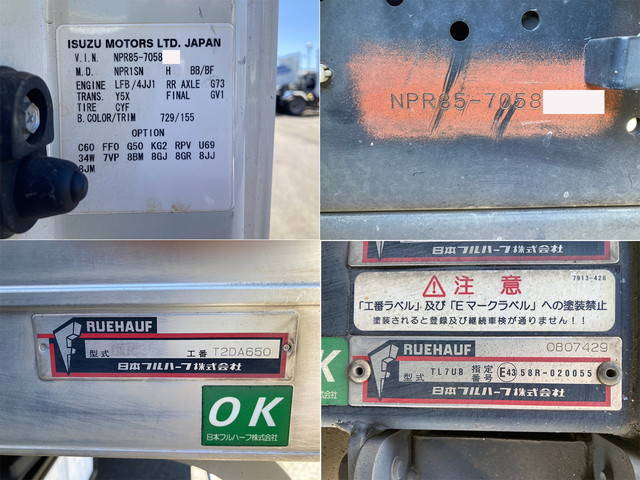 ISUZU MOTORS LTD. JAPAN
V.I.N. NPR85-7058
M.D. NPR1SN H BB/BF
ENGINE LFB/4JJ1 RR AXLE G73
TRANS. Y5X FINAL GV1
TIRE CYF
B.COLOR/TRIM 729/155
OPTION
C60 FF0 G50 KG2 RPV U69
34W 7VP 8BM 8GJ 8GR 8JJ
8JM
NPR85-7058
RUEHAUF
型式 工番 T2DA650
日本フルハーフ株式会社
OK
日本フルハーフ株式会社
日本フルハーフ株式会社
7913-428
注意
「工番ラベル」及び「Eマークラベル」への塗装禁止
塗装されると登録及び継続車検が通りません!!
RUEHAUF 0B07429
型式 TL7UB 指定番号 E43 58R-020055
日本フルハーフ株式会社
OK